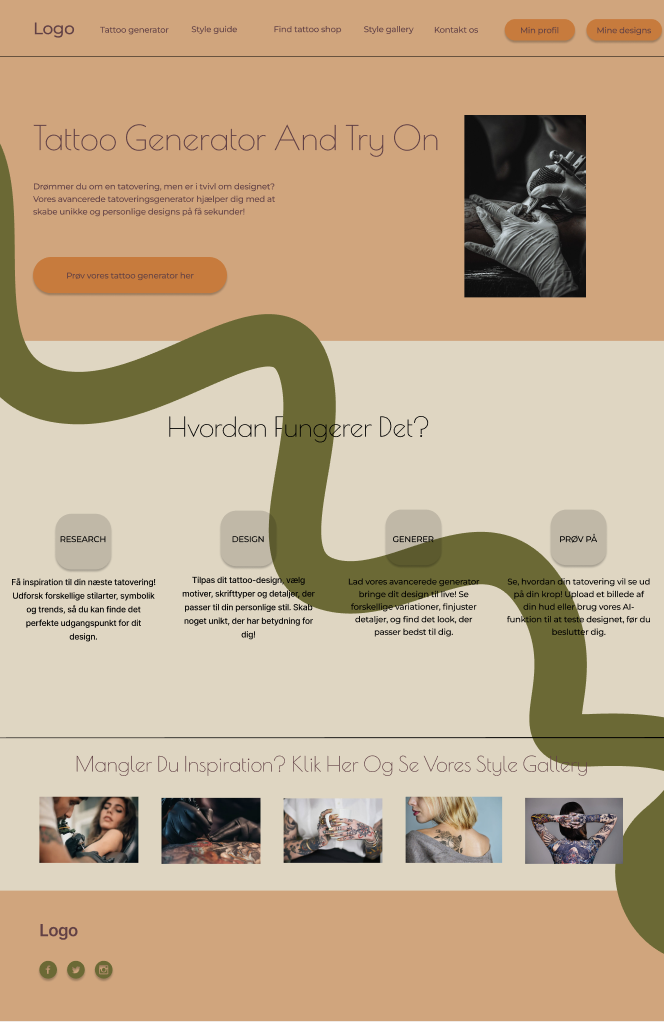 Logo
Tattoo generator
Style guide
Find tattoo shop
Style gallery
Kontakt os
Min profil
Mine designs
Tattoo Generator And Try On
Drømmer du om en tatovering, men er i tvivl om designet?
Vores avancerede tatoveringsgenerator hjælper dig med at
skabe unikke og personlige designs på få sekunder!
Prøv vores tattoo generator her
Hvordan Fungerer Det?
RESEARCH
Få inspiration til din næste tatovering!
Udforsk forskellige stilarter, symbolik
og trends, så du kan finde det
perfekte udgangspunkt for dit
design.
DESIGN
Tilpas dit tattoo-design, vælg
motiver, skrifttyper og detaljer, der
passer til din personlige stil. Skab
noget unikt, der har betydning for
dig!
GENERER
Lad vores avancerede generator
bringe dit design til live! Se
forskellige variationer, finjuster
detaljer, og find det look, der
passer bedst til dig.
PRØV PÅ
Se, hvordan din tatovering vil se ud
på din krop! Upload et billede af
din hud eller brug vores AI-
funktion til at teste designet, før du
beslutter dig.
Mangler Du Inspiration? Klik Her Og Se Vores Style Gallery
Logo